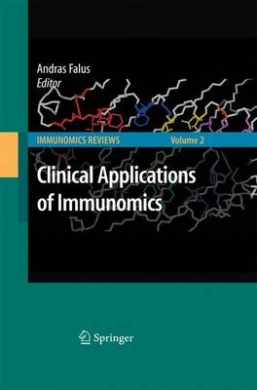 Andras Falus
Editor
IMMUNOMICS REVIEWS Volume 2
Clinical Applications
of Immunomics
Springer